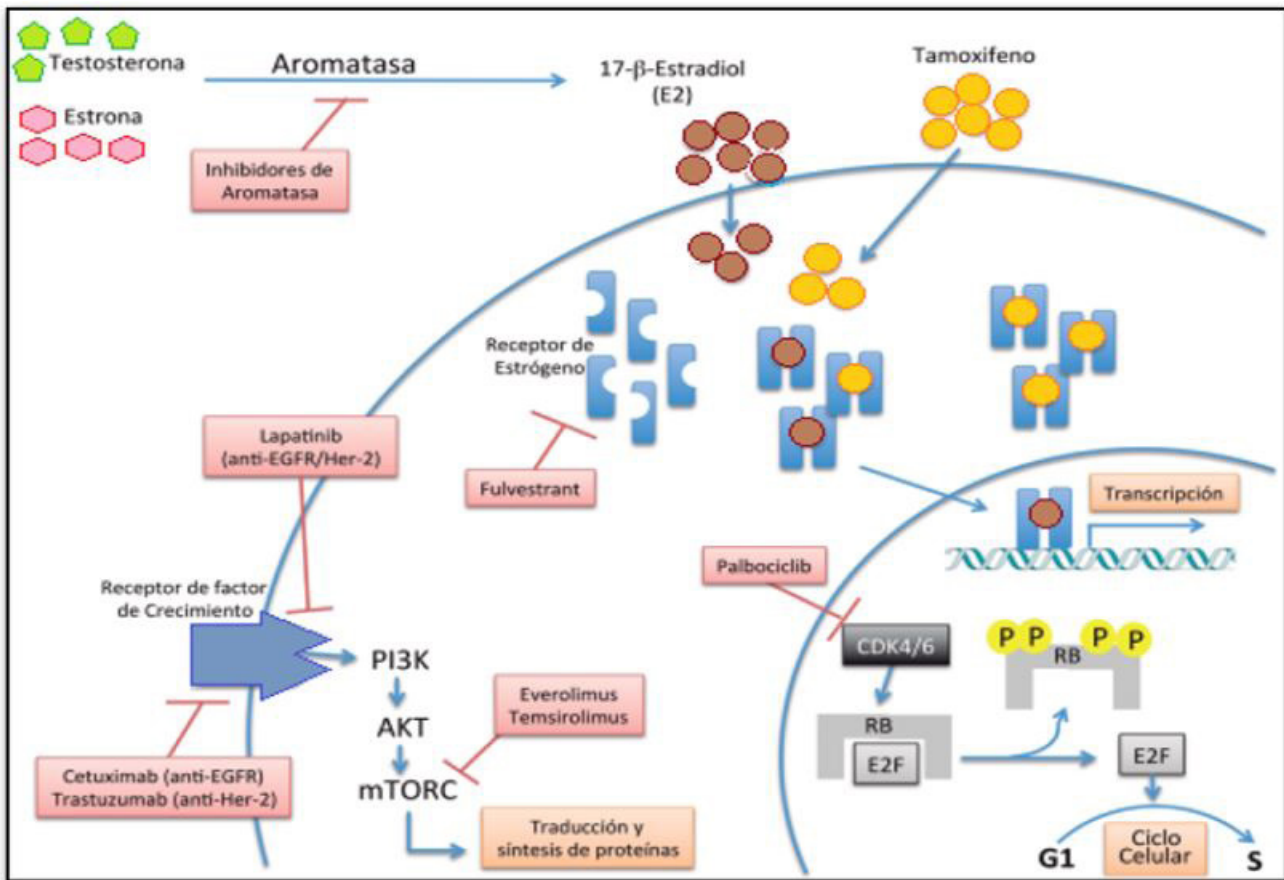 Testosterona
Estrona
Aromatasa
Inhibidores de
Aromatasa
17-β-Estradiol
(E2)
Tamoxifeno
Receptor de
Estrógeno
Fulvestrant
Lapatinib
(anti-EGFR/Her-2)
Receptor de factor
de Crecimiento
Cetuximab (anti-EGFR)
Trastuzumab (anti-Her-2)
PI3K
AKT
mTORC
Everolimus
Temsirolimus
Traducción y
síntesis de proteínas
Transcripción
Palbociclib
CDK4/6
RB
E2F
P P P P
RB
E2F
G1
Ciclo
Celular
S